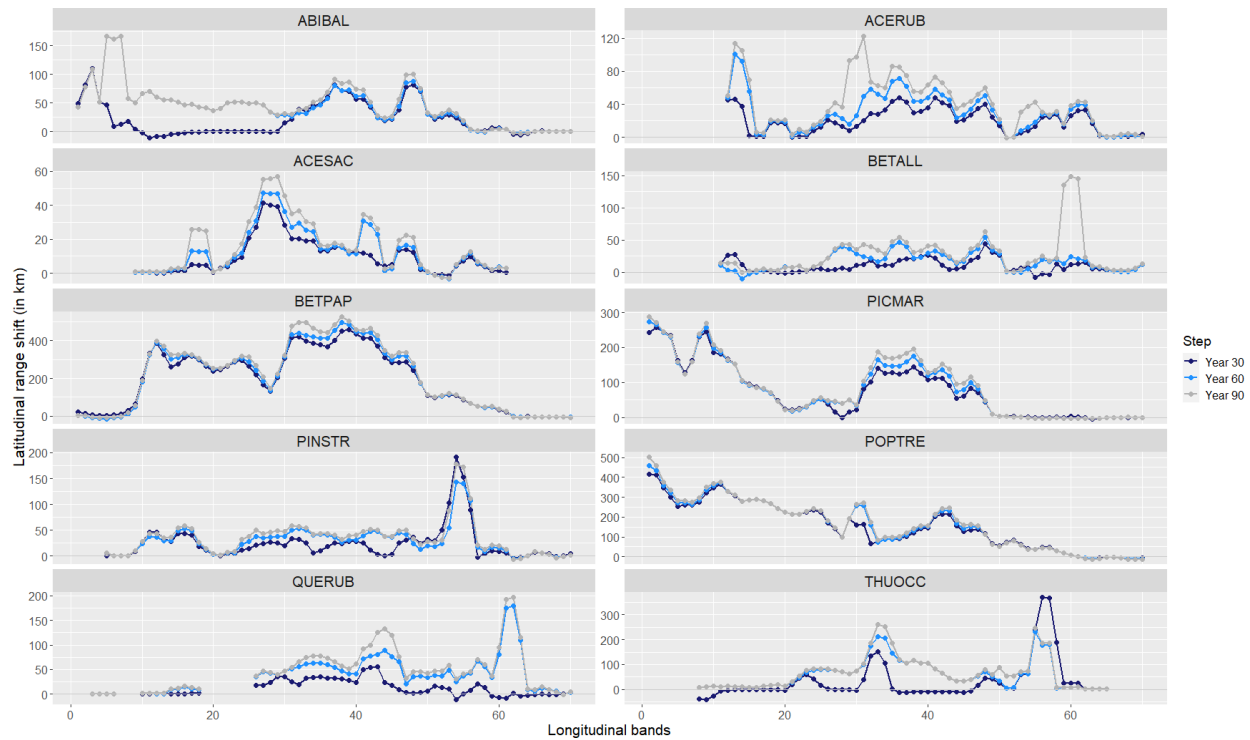 ABIBAL
ACERUB
150
100
50
0
120
80
40
0
ACESAC
BETALL
60
40
20
0
150
100
50
0
BETPAP
PICMAR
400
200
0
300
200
100
0
PINSTR
POPTRE
200
150
100
50
0
500
400
300
200
100
0
QUERUB
THUOCC
200
150
100
50
0
300
200
100
0
0 20 40 60
0 20 40 60
Longitudinal bands
Latitudinal range shift (in km)
Step
Year 30
Year 60
Year 90